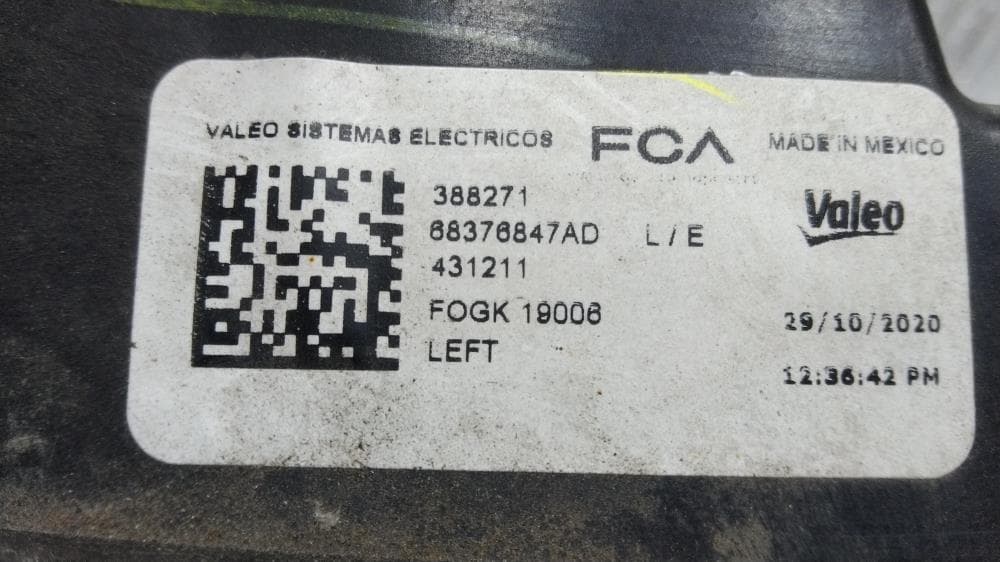 VALEO SISTEMAS ELECTRICOS FCA MADE IN MEXICO
388271
68376847AD L / E
431211
Valeo
FOGK 19006
29/10/2020
LEFT
12:36:42 PM